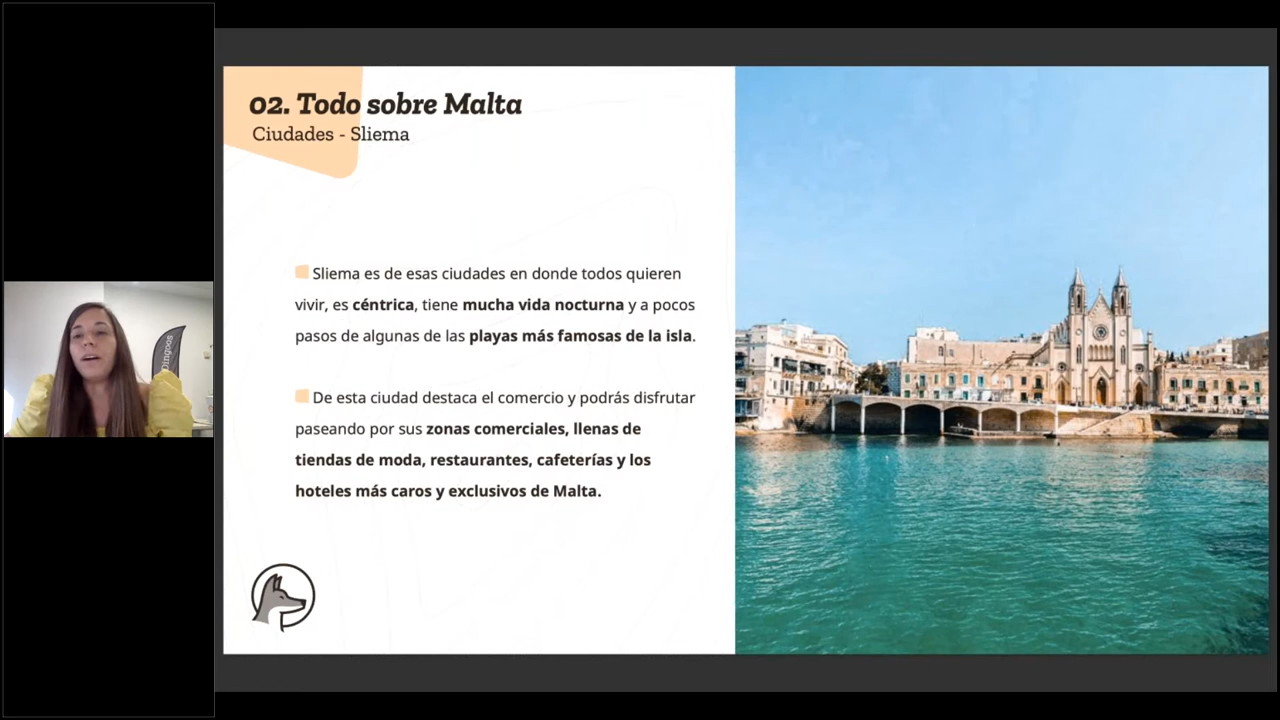 02. Todo sobre Malta
Ciudades - Sliema
Sliema es de esas ciudades en donde todos quieren
vivir, es céntrica, tiene mucha vida nocturna y a pocos
pasos de algunas de las playas más famosas de la isla.
De esta ciudad destaca el comercio y podrás disfrutar
paseando por sus zonas comerciales, llenas de
tiendas de moda, restaurantes, cafeterías y los
hoteles más caros y exclusivos de Malta.
Dingoos